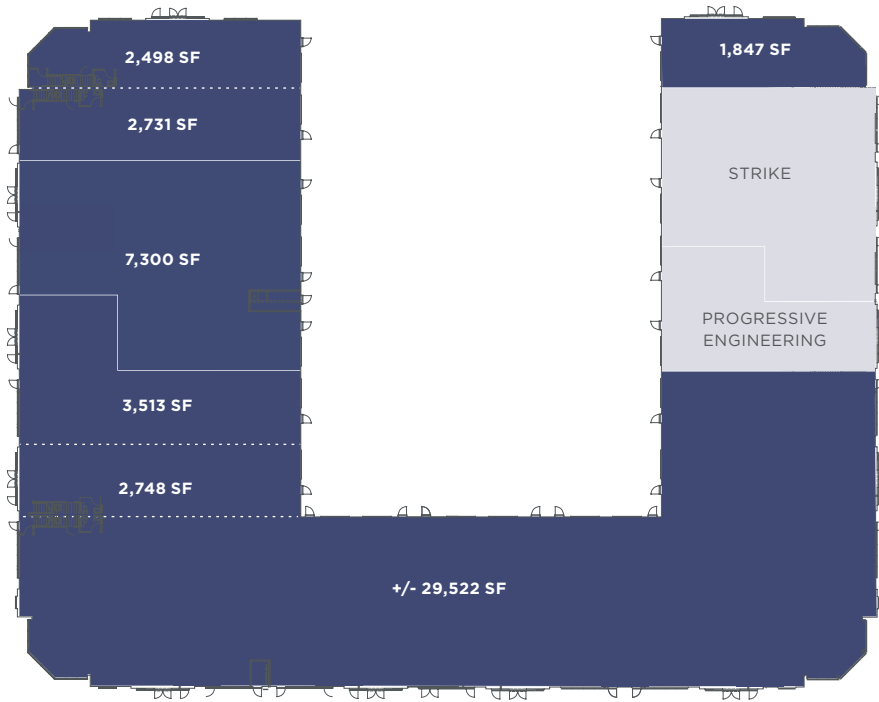 2,498 SF
1,847 SF
2,731 SF
STRIKE
7,300 SF
PROGRESSIVE
ENGINEERING
3,513 SF
2,748 SF
+/- 29,522 SF